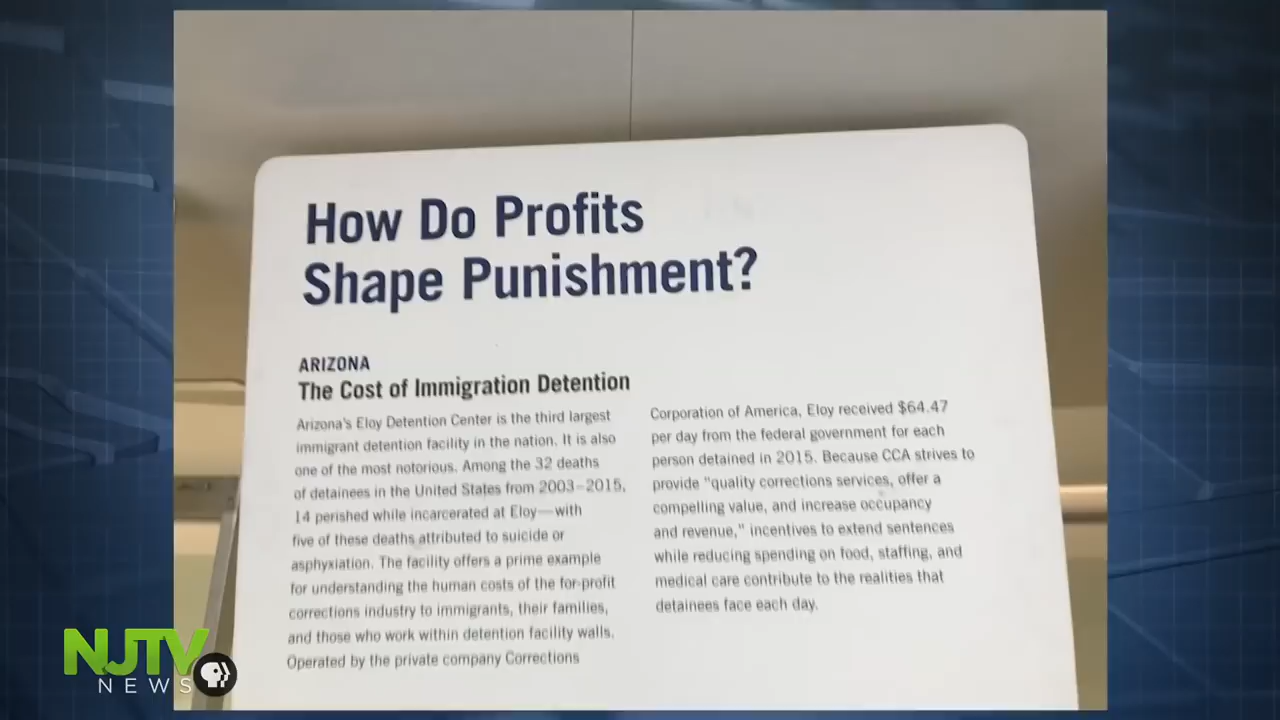 How Do Profits
Shape Punishment?
ARIZONA
The Cost of Immigration Detention
Arizona's Eloy Detention Center is the third largest
immigrant detention facility in the nation. It is also
one of the most notorious. Among the 32 deaths
of detainees in the United States from 2003–2015,
14 perished while incarcerated at Eloy—with
five of these deaths attributed to suicide or
asphyxiation. The facility offers a prime example
for understanding the human costs of the for-profit
corrections industry to immigrants, their families,
and those who work within detention facility walls.
Operated by the private company Corrections
Corporation of America, Eloy received $64.47
per day from the federal government for each
person detained in 2015. Because CCA strives to
provide "quality corrections services, offer a
compelling value, and increase occupancy
and revenue," incentives to extend sentences
while reducing spending on food, staffing, and
medical care contribute to the realities that
detainees face each day.
NJTV
NEWS